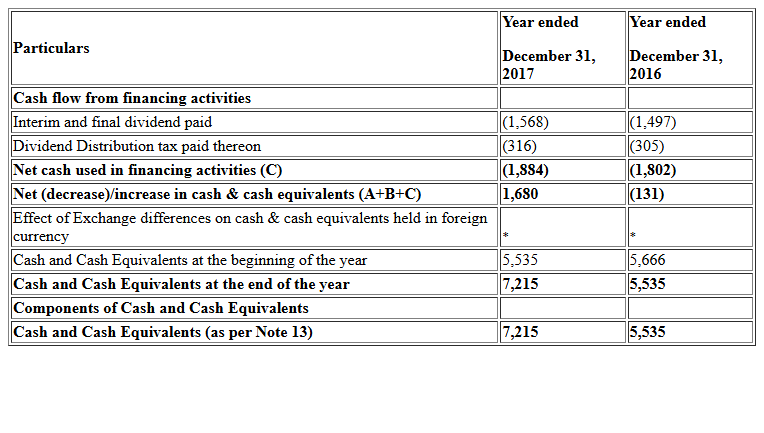 Particulars Year ended Year ended
December 31, December 31,
2017 2016
Cash flow from financing activities
Interim and final dividend paid (1,568) (1,497)
Dividend Distribution tax paid thereon (316) (305)
Net cash used in financing activities (C) (1,884) (1,802)
Net (decrease)/increase in cash & cash equivalents (A+B+C) 1,680 (131)
Effect of Exchange differences on cash & cash equivalents held in foreign
currency * *
Cash and Cash Equivalents at the beginning of the year 5,535 5,666
Cash and Cash Equivalents at the end of the year 7,215 5,535
Components of Cash and Cash Equivalents
Cash and Cash Equivalents (as per Note 13) 7,215 5,535